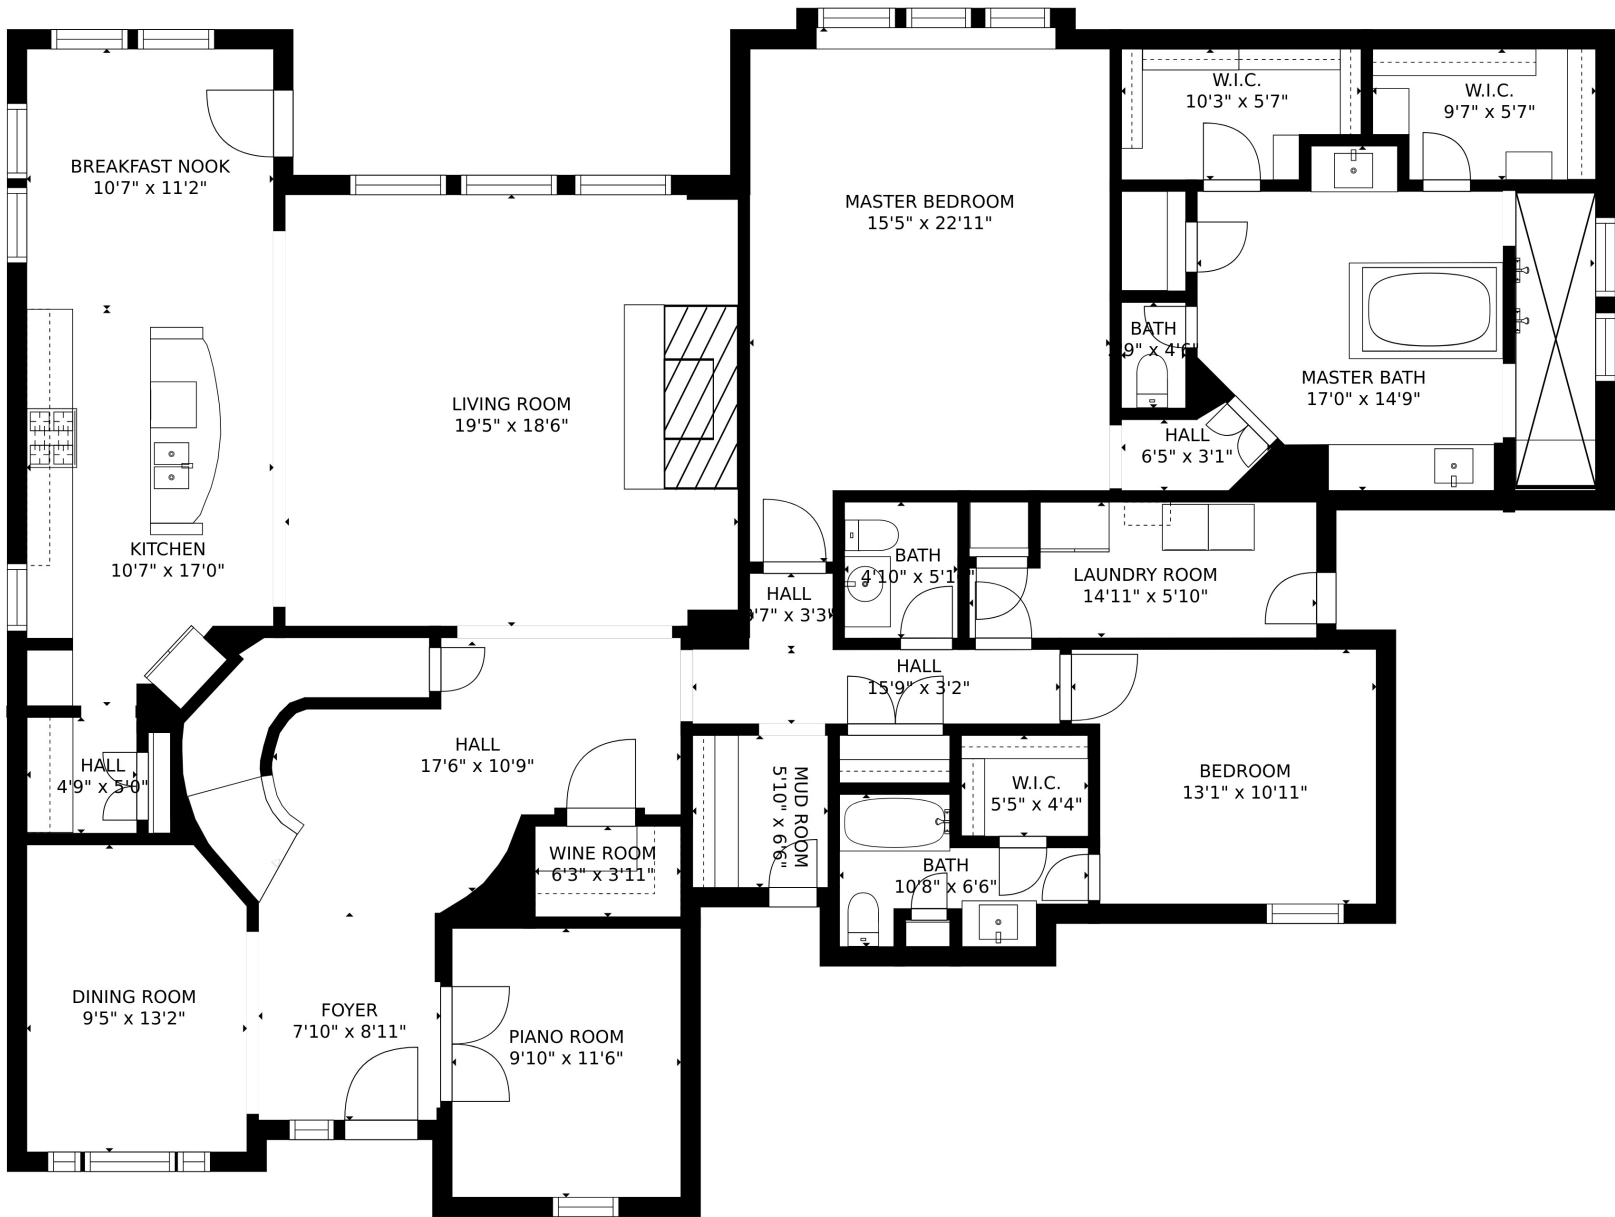 W.I.C.
10'3" x 5'7"
W.I.C.
9'7" x 5'7"
BREAKFAST NOOK
10'7" x 11'2"
MASTER BEDROOM
15'5" x 22'11"
BATH
LIVING ROOM
19'5" x 18'6"
MASTER BATH
17'0" x 14'9"
HALL
6'5" x 3'1"
KITCHEN
10'7" x 17'0"
BATH
4'10" x
LAUNDRY ROOM
14'11" x 5'10"
HALL
x 3'3"
HALL
15'9" x 3'2"
HALL
17'6" x 10'9"
HALL
4'9" x 5'0"
MUD ROOM
5'10" x 6'6"
W.I.C.
5'5" x 4'4"
BEDROOM
13'1" x 10'11"
WINE ROOM
6'3" x 3'11"
BATH
10'8" x 6'6"
DINING ROOM
9'5" x 13'2"
FOYER
7'10" x 8'11"
PIANO ROOM
9'10" x 11'6"